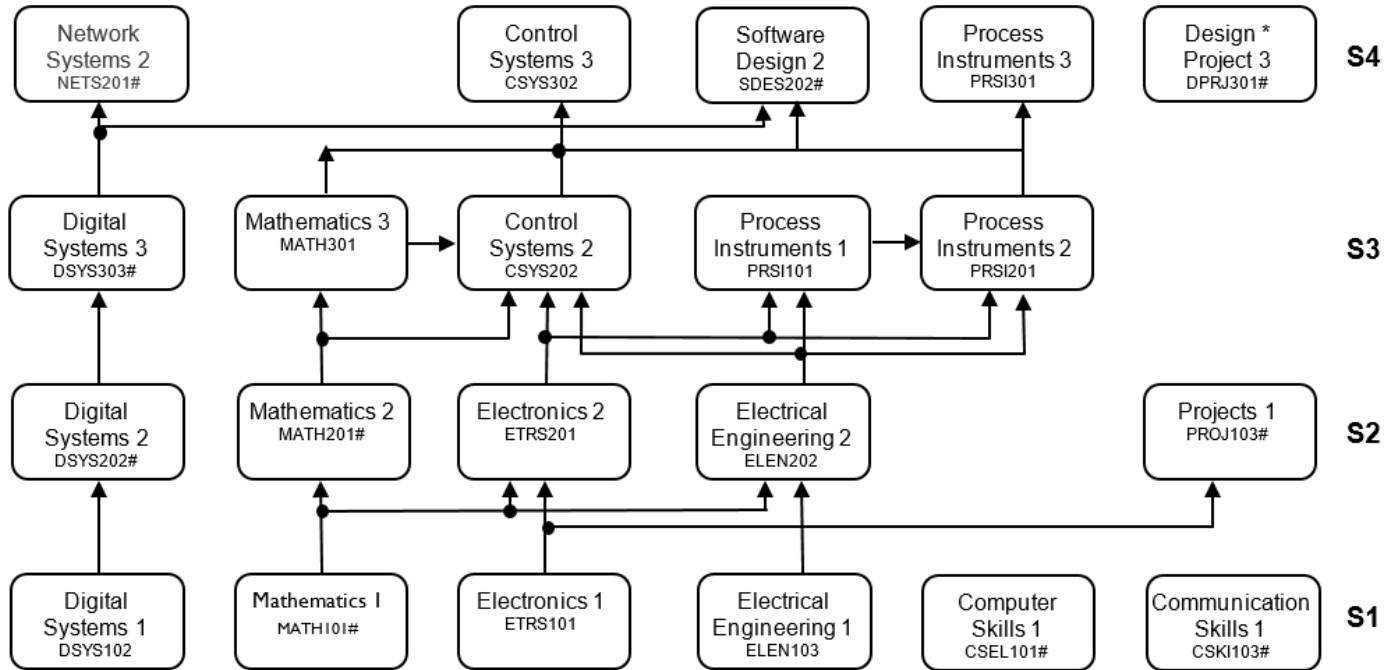 Network
Systems 2
NETS201#
Control
Systems 3
CSYS302
Software
Design 2
SDES202#
Process
Instruments 3
PRSI301
Design *
Project 3
DPRJ301#
S4
Digital
Systems 3
DSYS303#
Mathematics 3
MATH301
Control
Systems 2
CSYS202
Process
Instruments 1
PRSI101
Process
Instruments 2
PRSI201
S3
Digital
Systems 2
DSYS202#
Mathematics 2
MATH201#
Electronics 2
ETRS201
Electrical
Engineering 2
ELEN202
Projects 1
PROJ103#
S2
Digital
Systems 1
DSYS102
Mathematics 1
MATH101#
Electronics 1
ETRS101
Electrical
Engineering 1
ELEN103
Computer
Skills 1
CSEL101#
Communication
Skills 1
CSKI103#
S1